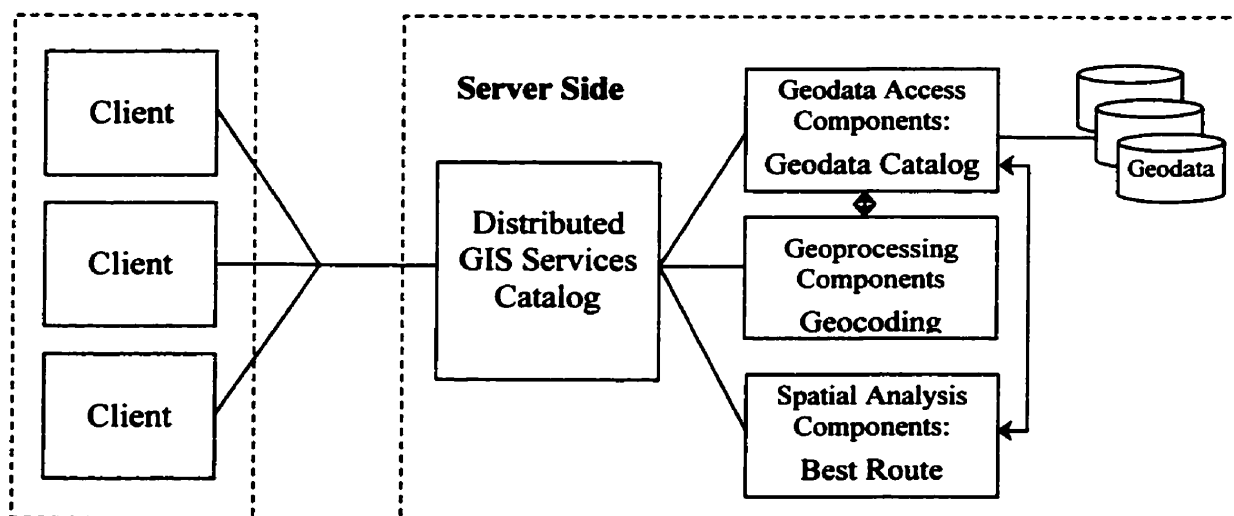 Client
Client
Client
Server Side
Distributed
GIS Services
Catalog
Geodata Access
Components:
Geodata Catalog
Geoprocessing
Components
Geocoding
Spatial Analysis
Components:
Best Route
Geodata